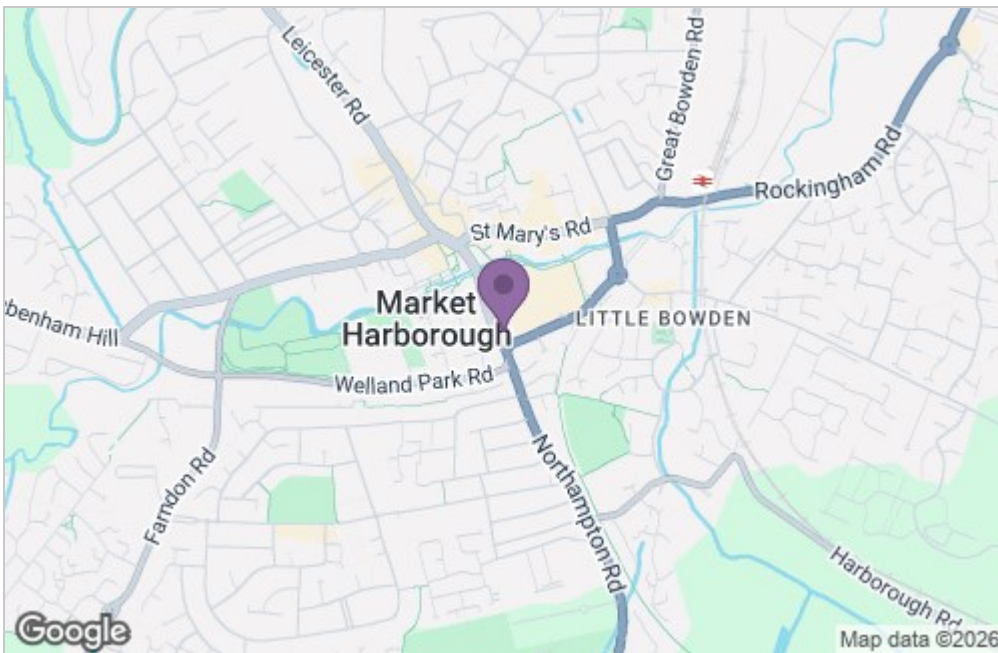 Leicester Rd
Great Bowden Rd
Rockingham Rd
St Mary's Rd
Market
Harborough
LITTLE BOWDEN
benham Hill
Welland Park Rd
Farndon Rd
Northampton Rd
Harborough Rd
Google
Map data ©2026